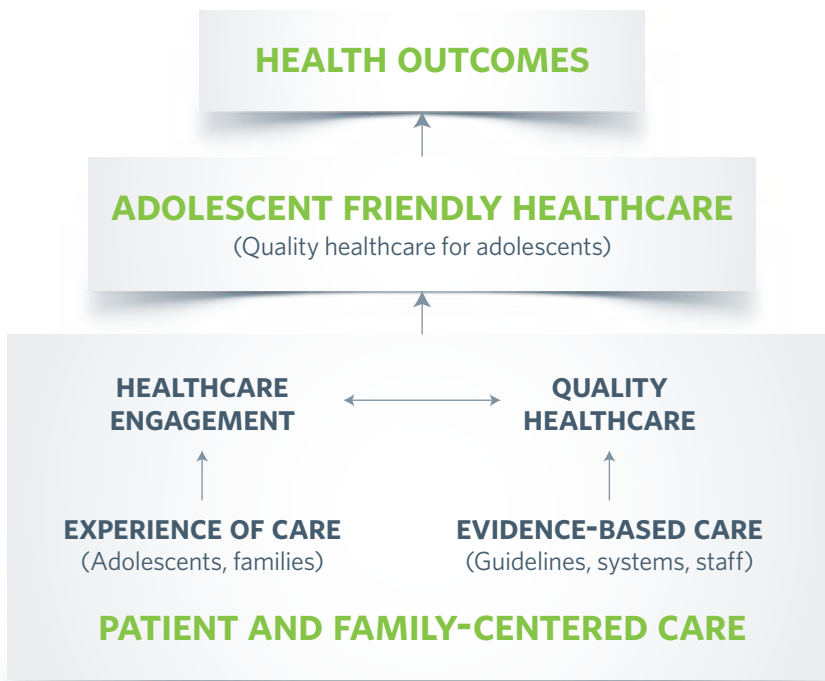 HEALTH OUTCOMES
ADOLESCENT FRIENDLY HEALTHCARE
(Quality healthcare for adolescents)
HEALTHCARE
ENGAGEMENT
QUALITY
HEALTHCARE
EXPERIENCE OF CARE
(Adolescents, families)
EVIDENCE-BASED CARE
(Guidelines, systems, staff)
PATIENT AND FAMILY-CENTERED CARE